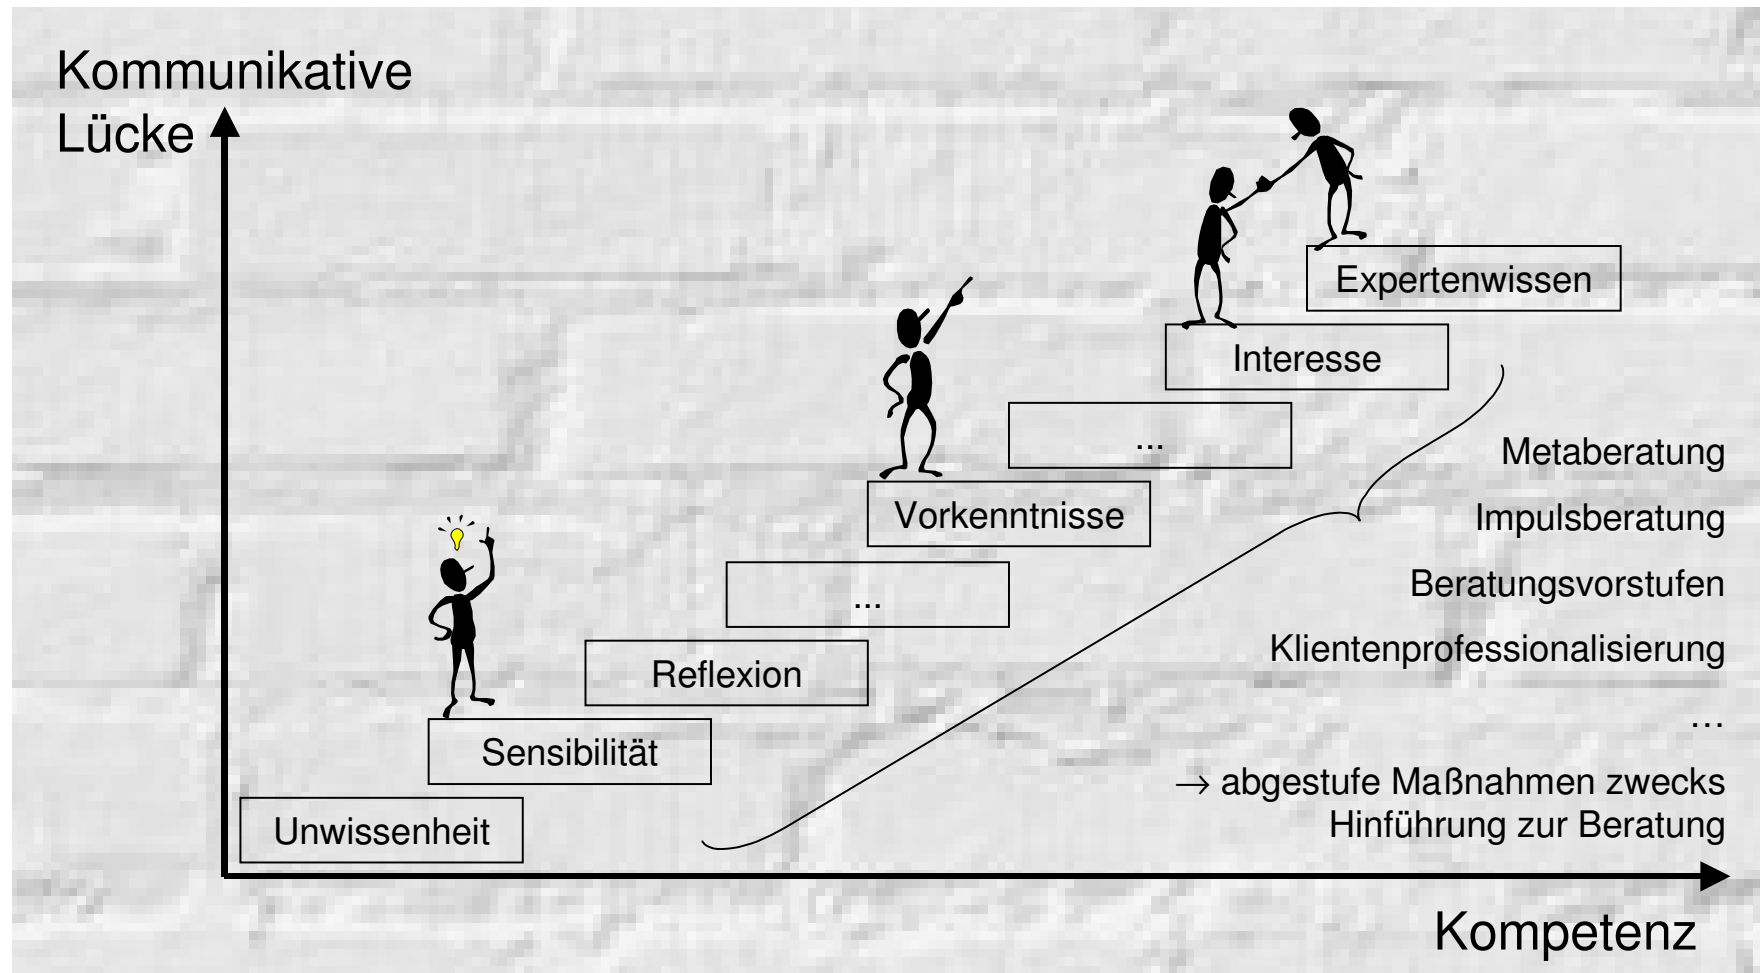 Kommunikative
Lücke
Expertenwissen
Interesse
...
Vorkenntnisse
...
Reflexion
Sensibilität
Unwissenheit
Metaberatung
Impulsberatung
Beratungsvorstufen
Klientenprofessionalisierung
...
→ abgestufe Maßnahmen zwecks
Hinführung zur Beratung
Kompetenz